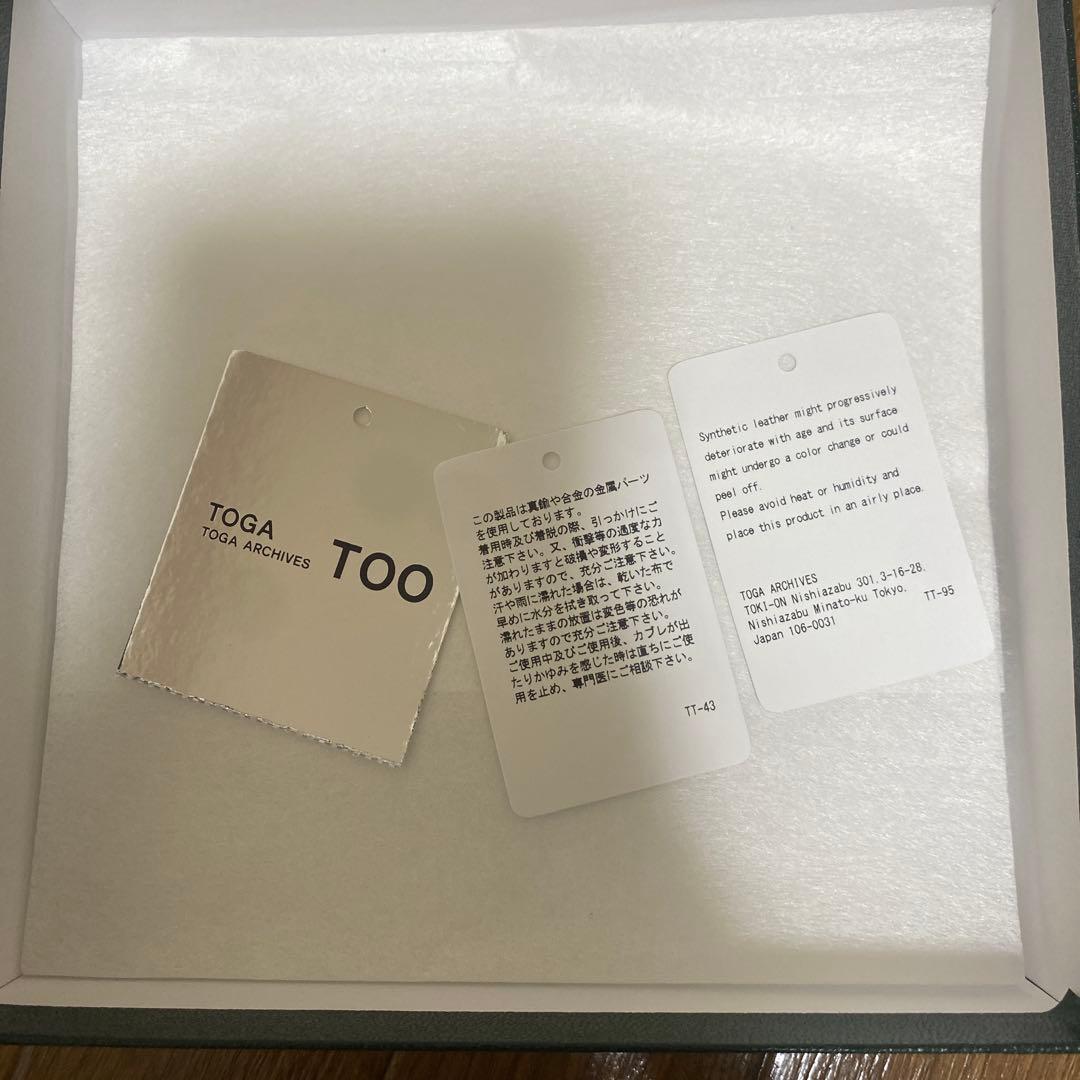 TOGA
TOGA ARCHIVES
TOO
この製品は真鍮や合金の金属パーツ
を使用しております。
着用時及び着脱の際、引っかけにご
注意下さい。又、衝撃等の過度な力
が加わりますと破損や変形すること
がありますので、充分ご注意下さい。
汗や雨に濡れた場合は、乾いた布で
早めに水分を拭き取って下さい。
濡れたままの放置は変色等の恐れが
ありますので充分ご注意下さい。
ご使用中及びご使用後、カブレが出
たりかゆみを感じた時は直ちにご使
用を止め、専門医にご相談下さい。
TT-43
Synthetic leather might progressively
deteriorate with age and its surface
might undergo a color change or could
peel off.
Please avoid heat or humidity and
place this product in an airly place.
TOGA ARCHIVES
TOKI-ON Nishiazabu 301.3-16-28.
Nishiazabu Minato-ku Tokyo.
Japan 106-0031
TT-95